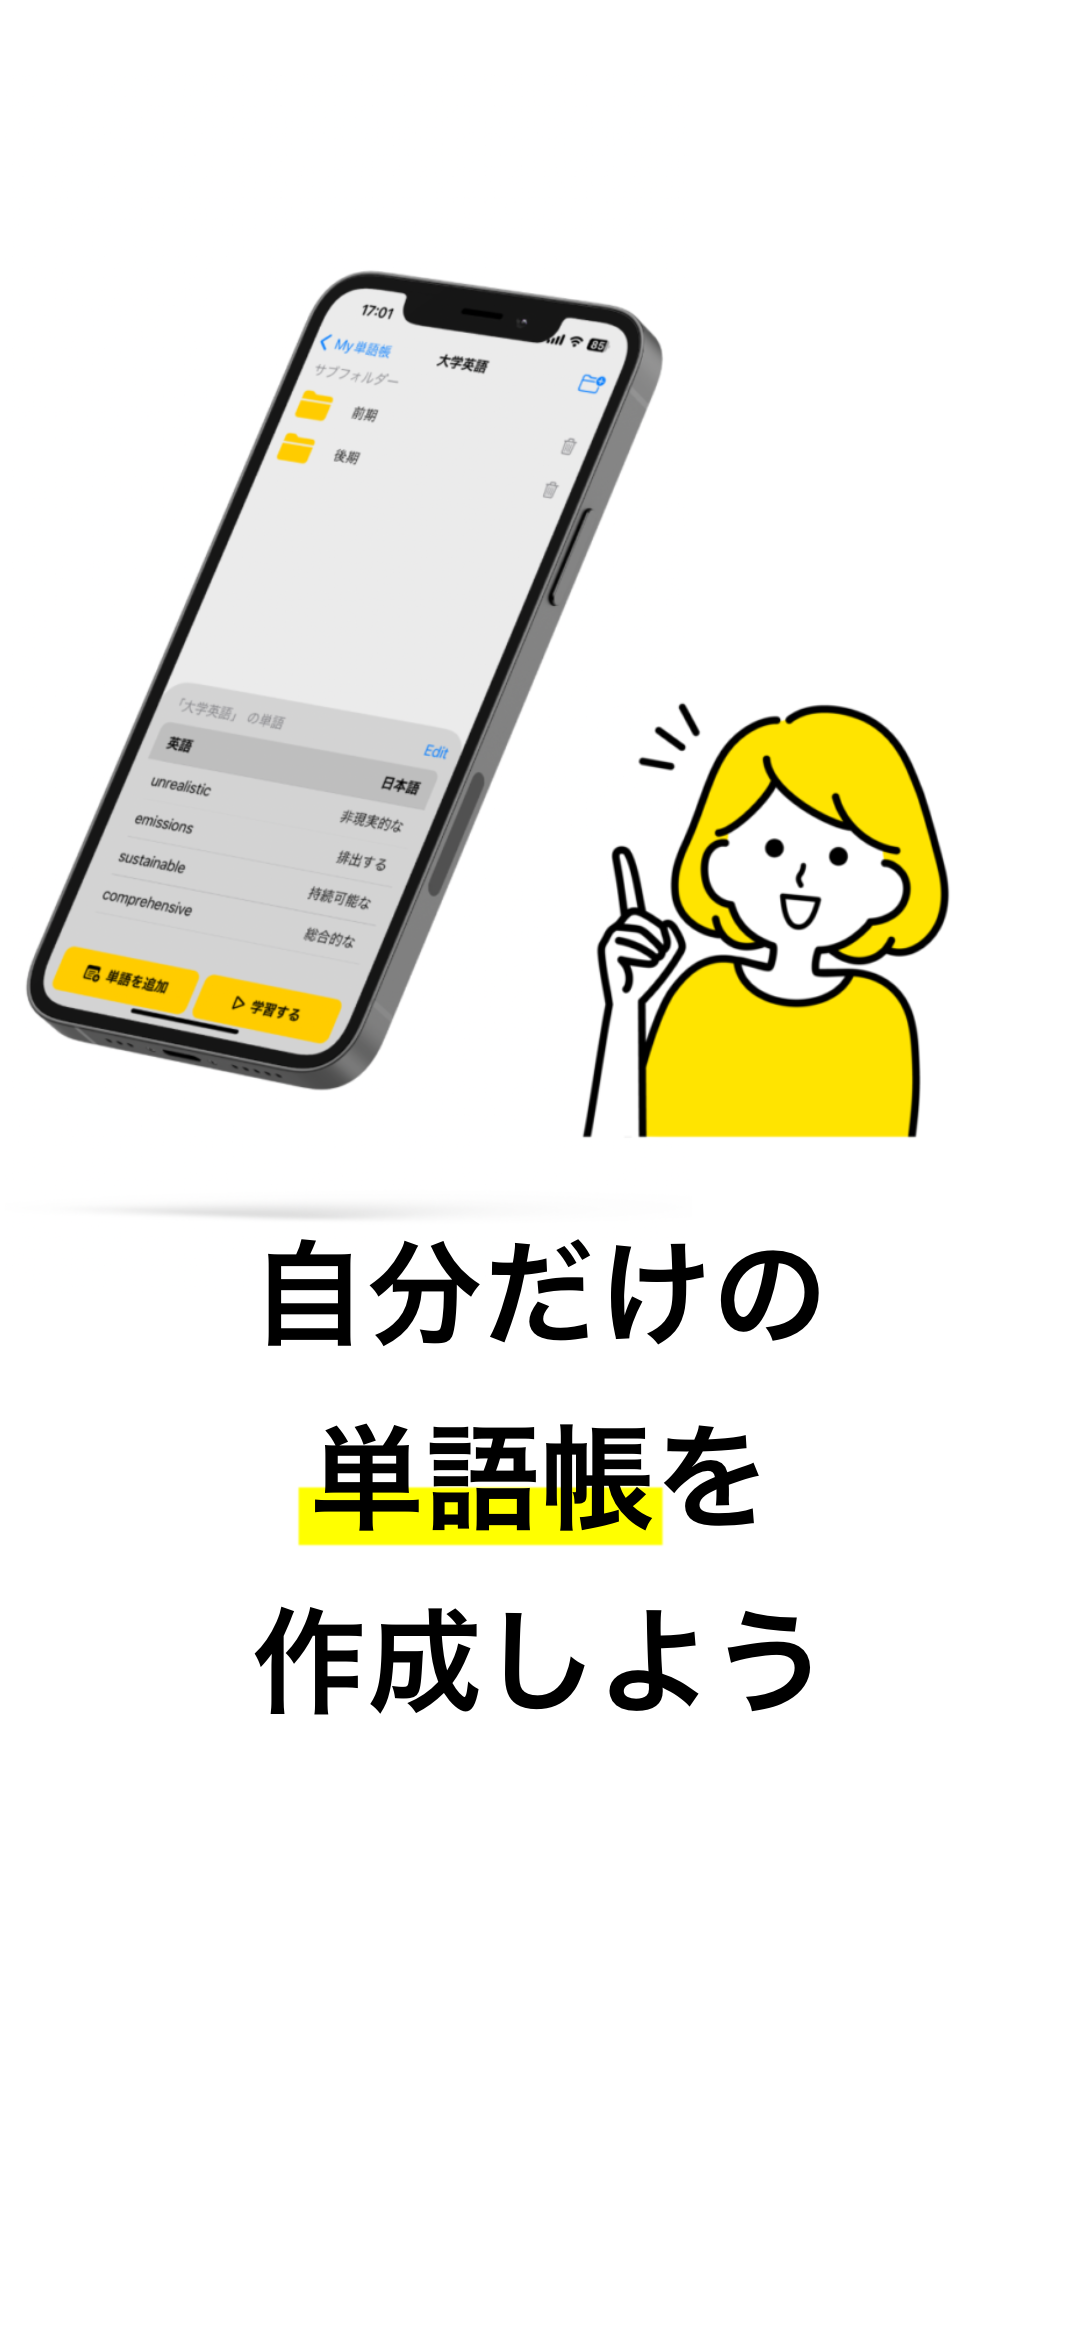 17:01
85
My単語帳
大学英語
サブフォルダー
前期
後期
「大学英語」の単語
Edit
英語 日本語
unrealistic 非現実的な
emissions 排出する
sustainable 持続可能な
comprehensive 総合的な
単語を追加
学習する
自分だけの
単語帳を
作成しよう